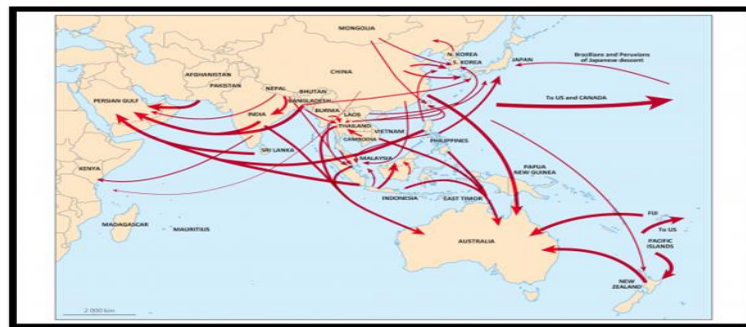 MONGOLIA
N. KOREA
S. KOREA
JAPAN
Brazilians and Peruvians
of Japanese descent
CHINA
AFGHANISTAN
PAKISTAN
NEPAL
BHUTAN
BANGLADESH
PERSIAN GULF
INDIA
BURMA
LAOS
THAILAND
VIETNAM
CAMBODIA
PHILIPPINES
To US and CANADA
SRI LANKA
MALAYSIA
KENYA
PAPUA
NEW GUINEA
INDONESIA
EAST TIMOR
MADAGASCAR
MAURITIUS
FIJI
To US
AUSTRALIA
PACIFIC
ISLANDS
NEW
ZEALAND
2 000 km